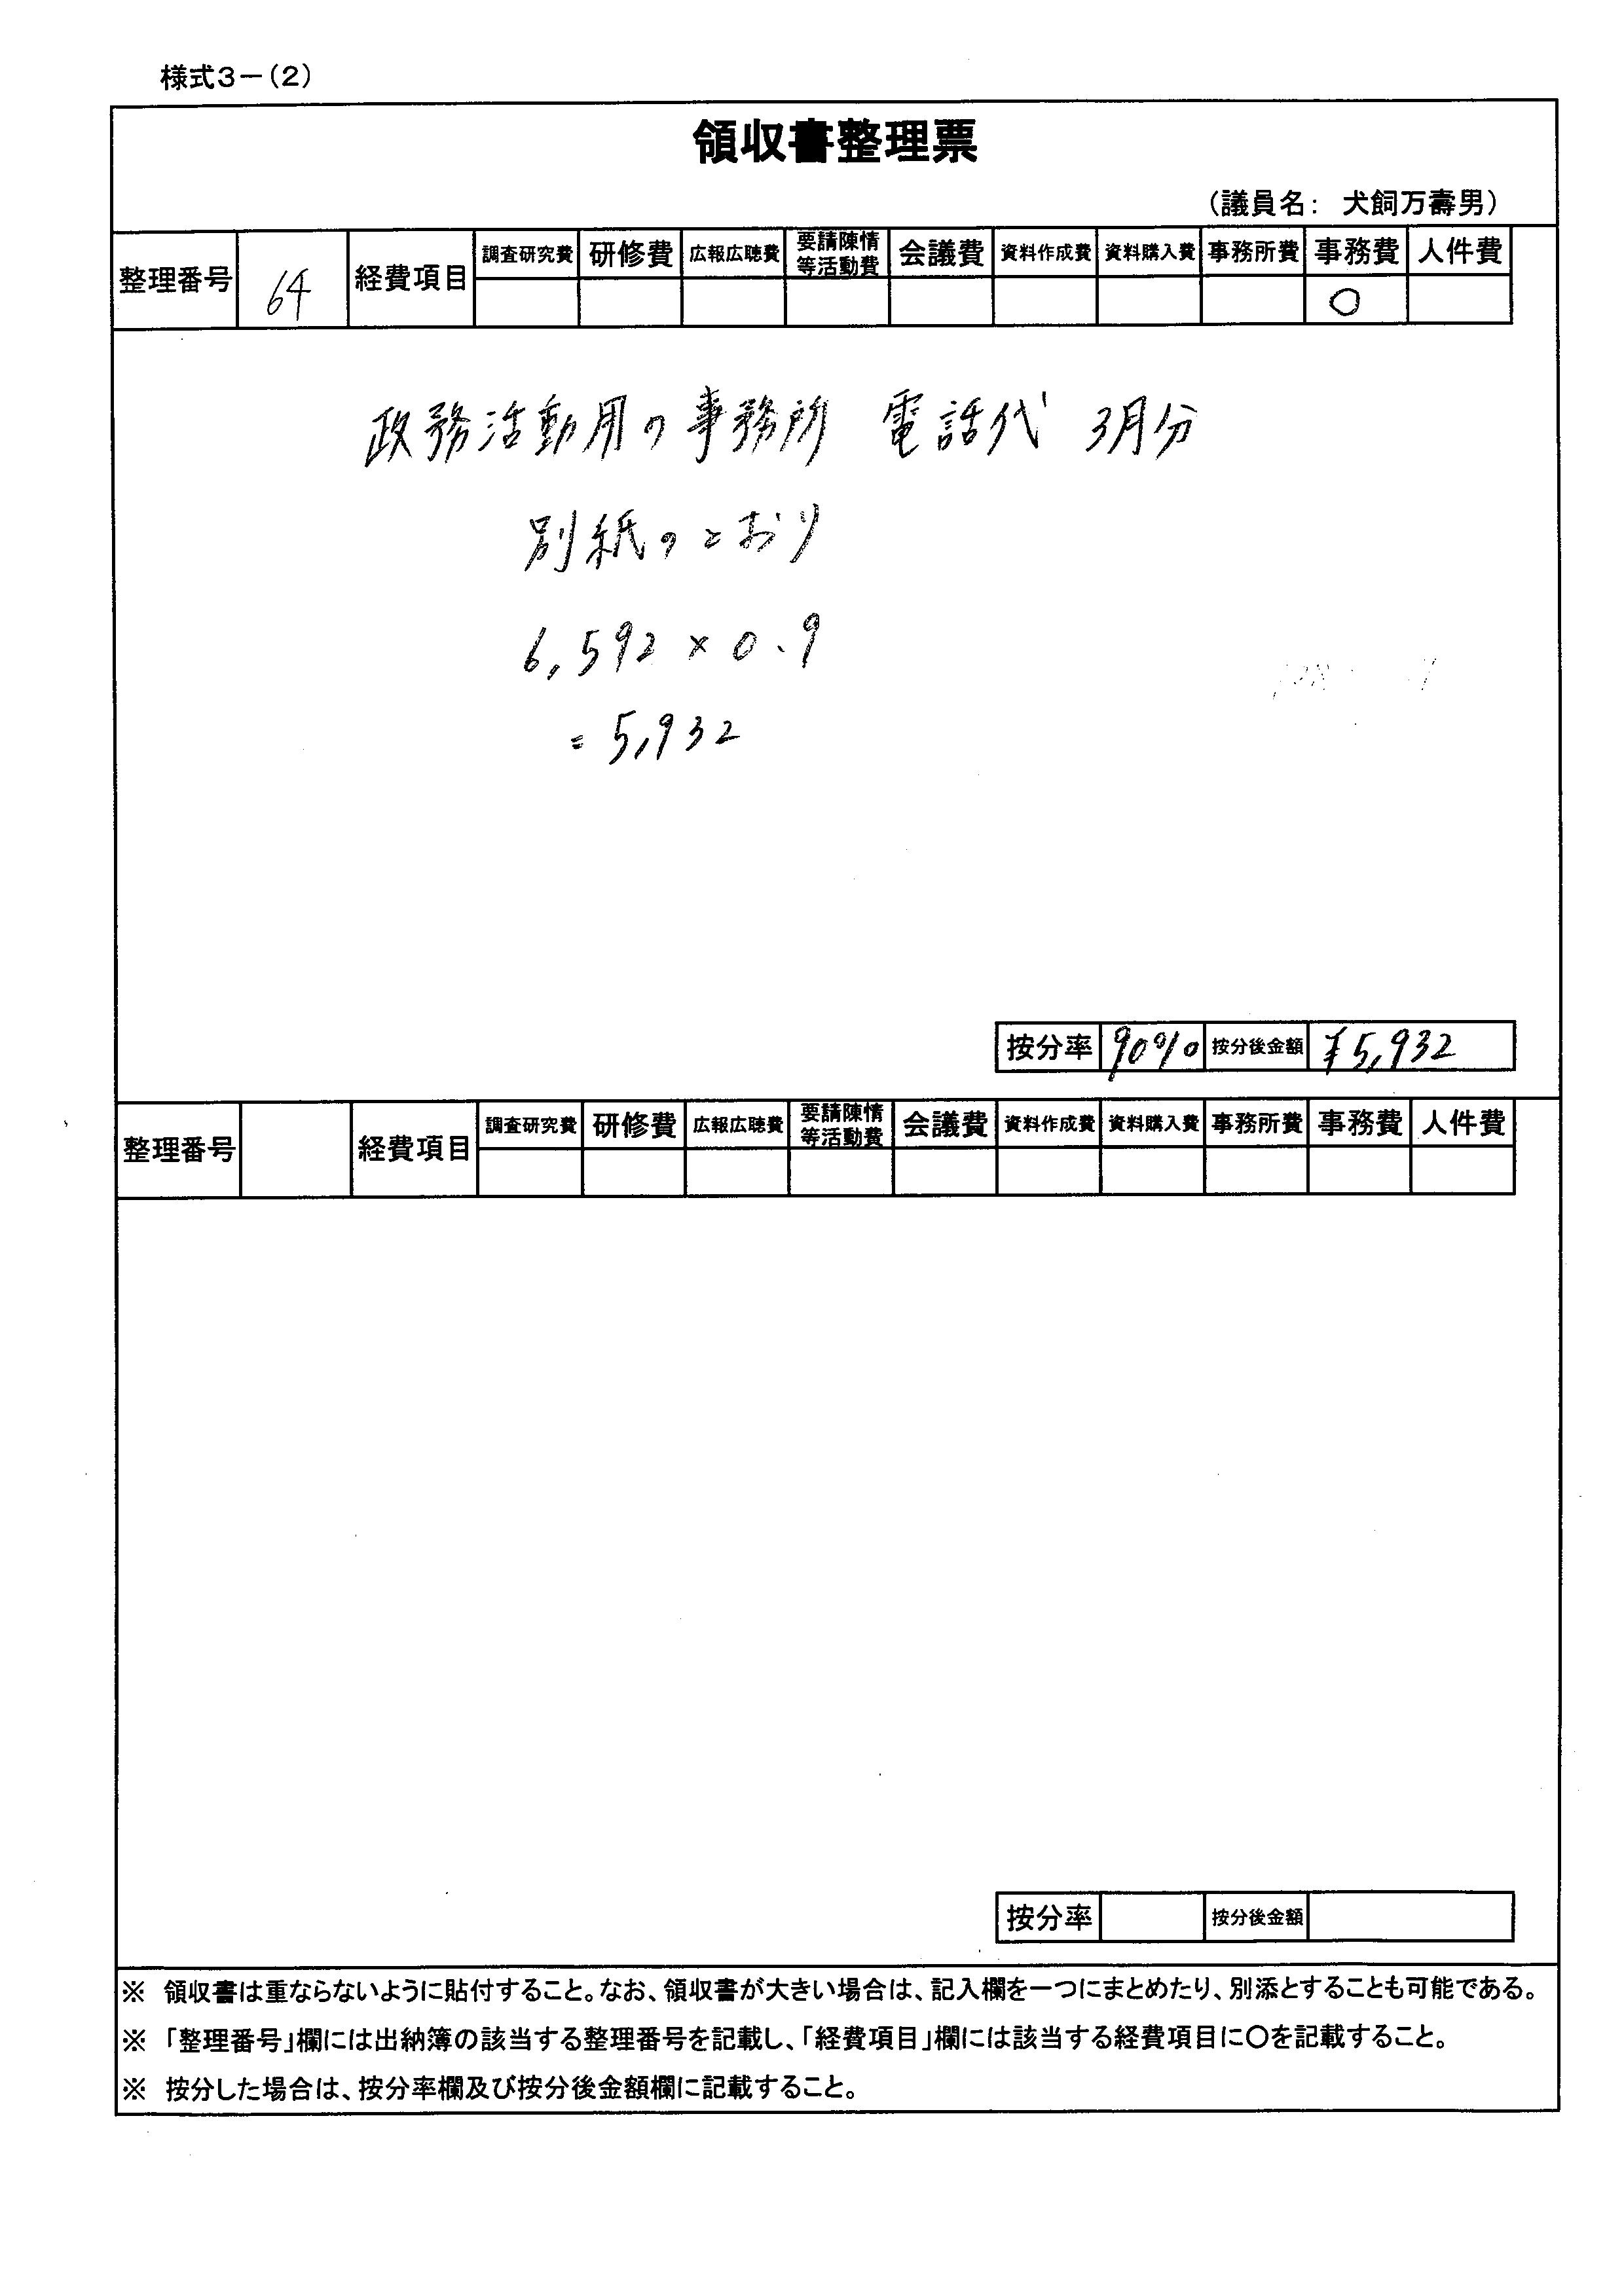 様式3－(2)
領収書整理票
(議員名： 犬飼万壽男)
整理番号 64 経費項目 調査研究費 研修費 広報広聴費 要請陳情等活動費 会議費 資料作成費 資料購入費 事務所費 事務費 人件費
○
政務活動用の事務所 電話代 3月分
別紙のとおり
6,592 × 0.9
= 5,932
按分率 90% 按分後金額 ¥5,932
整理番号 経費項目 調査研究費 研修費 広報広聴費 要請陳情等活動費 会議費 資料作成費 資料購入費 事務所費 事務費 人件費
按分率 按分後金額
※ 領収書は重ならないように貼付すること。なお、領収書が大きい場合は、記入欄を一つにまとめたり、別添とすることも可能である。
※ 「整理番号」欄には出納簿の該当する整理番号を記載し、「経費項目」欄には該当する経費項目に○を記載すること。
※ 按分した場合は、按分率欄及び按分後金額欄に記載すること。